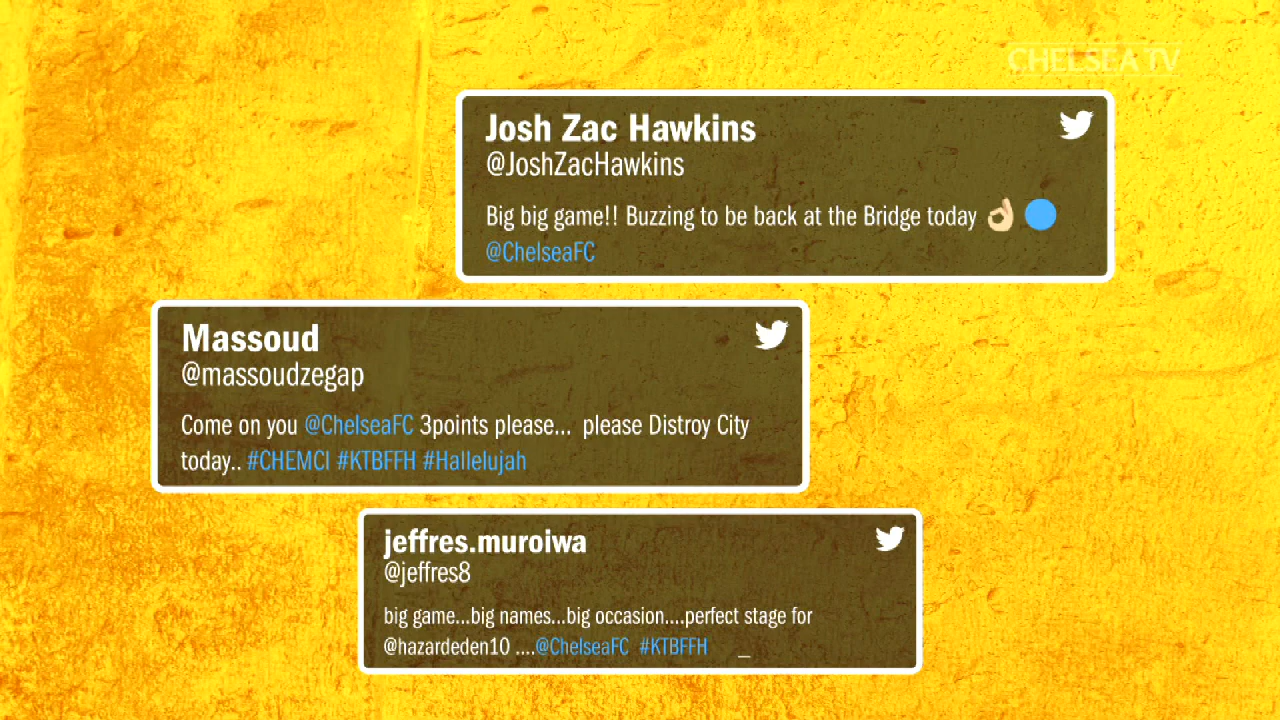 CHELSEA TV
Josh Zac Hawkins
@JoshZacHawkins
Big big game!! Buzzing to be back at the Bridge today 👌🏼 🔵
@ChelseaFC
Massoud
@massoudzegap
Come on you @ChelseaFC 3points please... please Distroy City
today.. #CHEMCI #KTBFFH #Hallelujah
jeffres.muroiwa
@jeffres8
big game...big names...big occasion....perfect stage for
@hazardeden10 ....@ChelseaFC #KTBFFH _